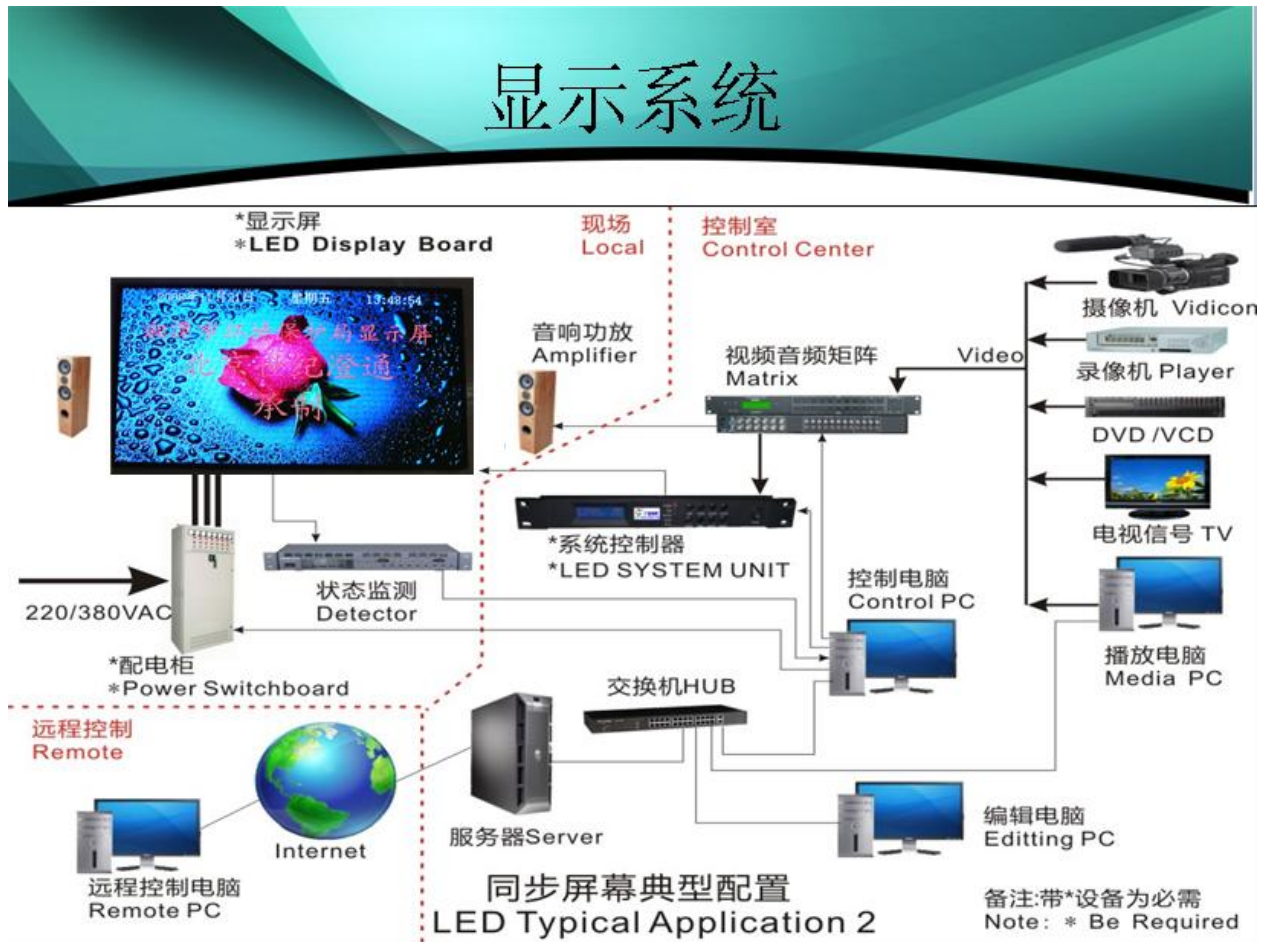 显示系统
*显示屏
*LED Display Board
现场
Local
控制室
Control Center
星期五
13:48:54
音响功放
Amplifier
视频音频矩阵
Matrix
Video
摄像机 Vidicon
录像机 Player
DVD /VCD
电视信号 TV
播放电脑
Media PC
*系统控制器
*LED SYSTEM UNIT
控制电脑
Control PC
状态监测
Detector
220/380VAC
*配电柜
*Power Switchboard
交换机HUB
远程控制
Remote
Internet
服务器Server
远程控制电脑
Remote PC
编辑电脑
Editting PC
同步屏幕典型配置
LED Typical Application 2
备注:带*设备为必需
Note: * Be Required